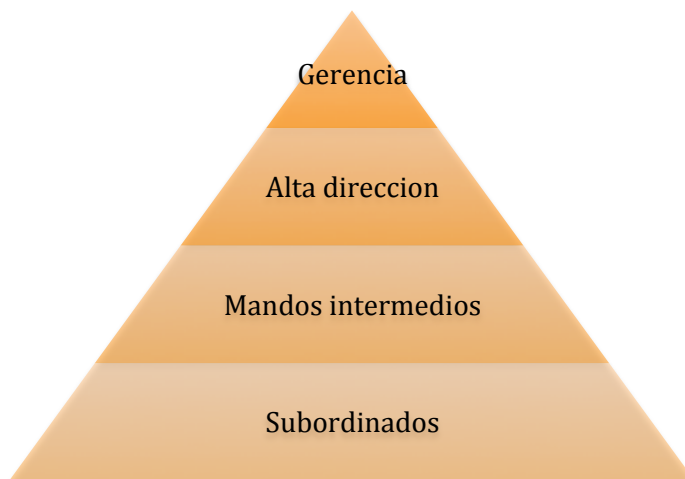 Gerencia
Alta direccion
Mandos intermedios
Subordinados